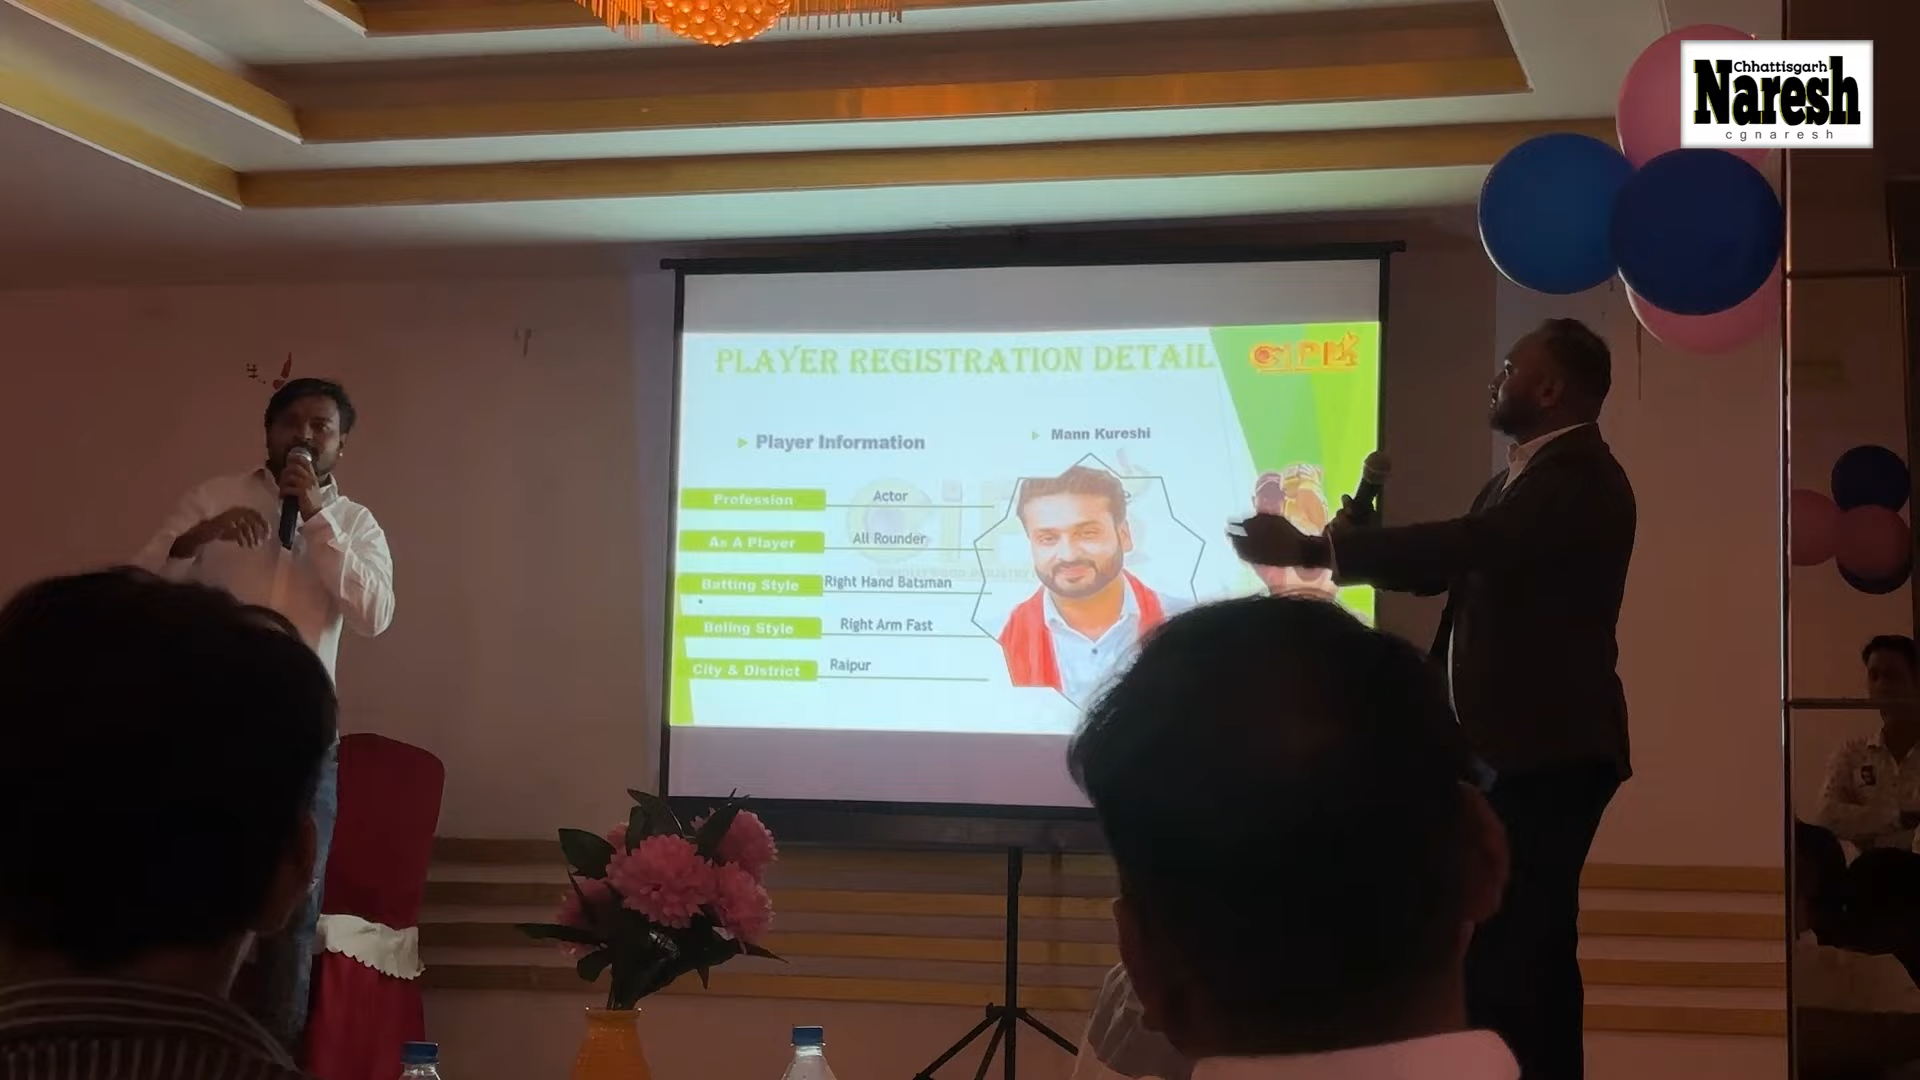 Chhattisgarh
Naresh
cgnaresh
PLAYER REGISTRATION DETAIL
CIPL
Player Information
Mann Kureshi
Profession Actor
As A Player All Rounder
Batting Style Right Hand Batsman
Boling Style Right Arm Fast
City & District Raipur